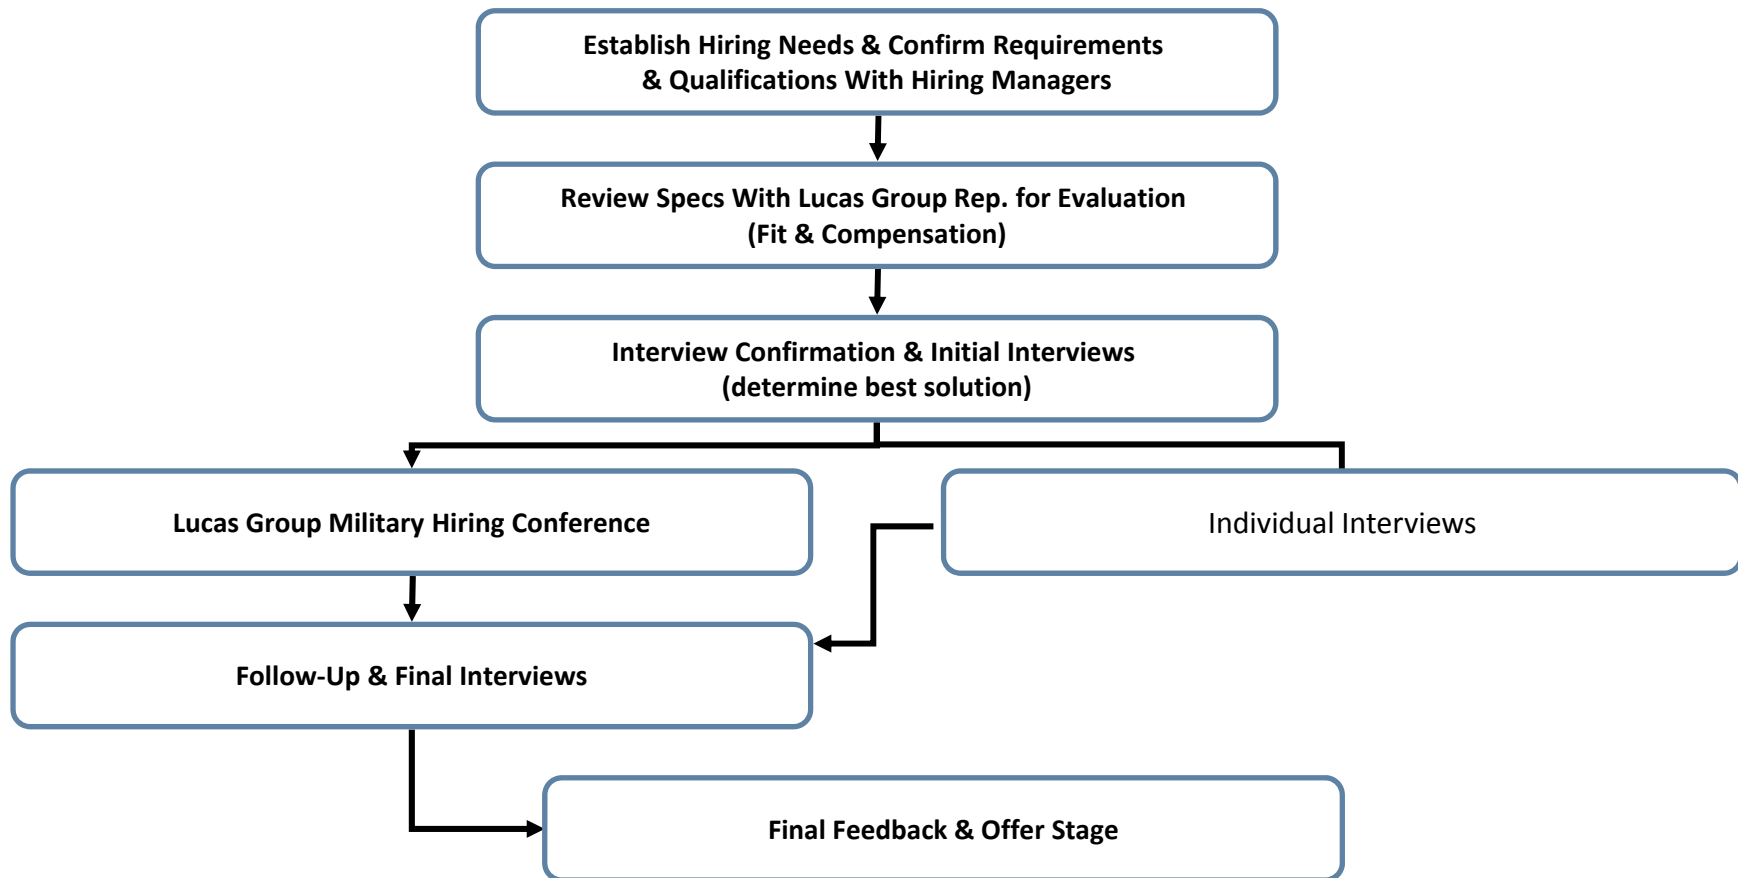 Establish Hiring Needs & Confirm Requirements
& Qualifications With Hiring Managers
Review Specs With Lucas Group Rep. for Evaluation
(Fit & Compensation)
Interview Confirmation & Initial Interviews
(determine best solution)
Lucas Group Military Hiring Conference
Individual Interviews
Follow-Up & Final Interviews
Final Feedback & Offer Stage